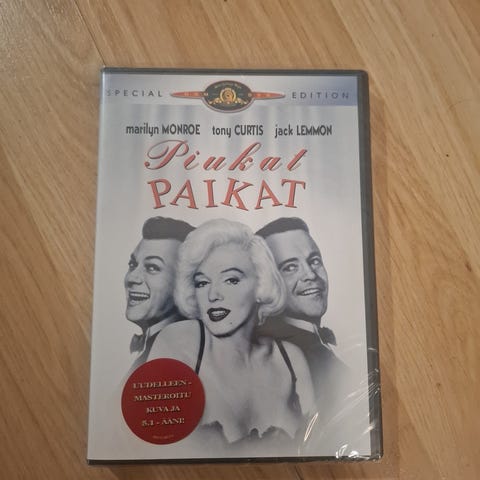 SPECIAL EDITION
marilyn MONROE tony CURTIS jack LEMMON
Piukat
PAIKAT
UUDELLEEN-
MASTEROITU
KUVA JA
5.1 - ÄÄNI!